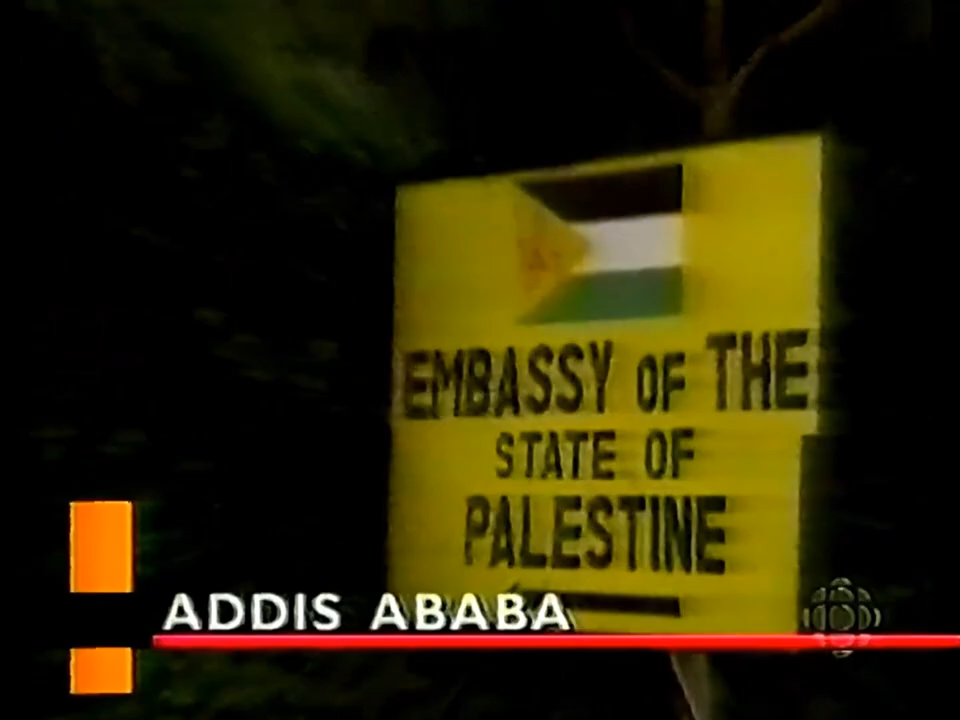 EMBASSY OF THE
STATE OF
PALESTINE
ADDIS ABABA